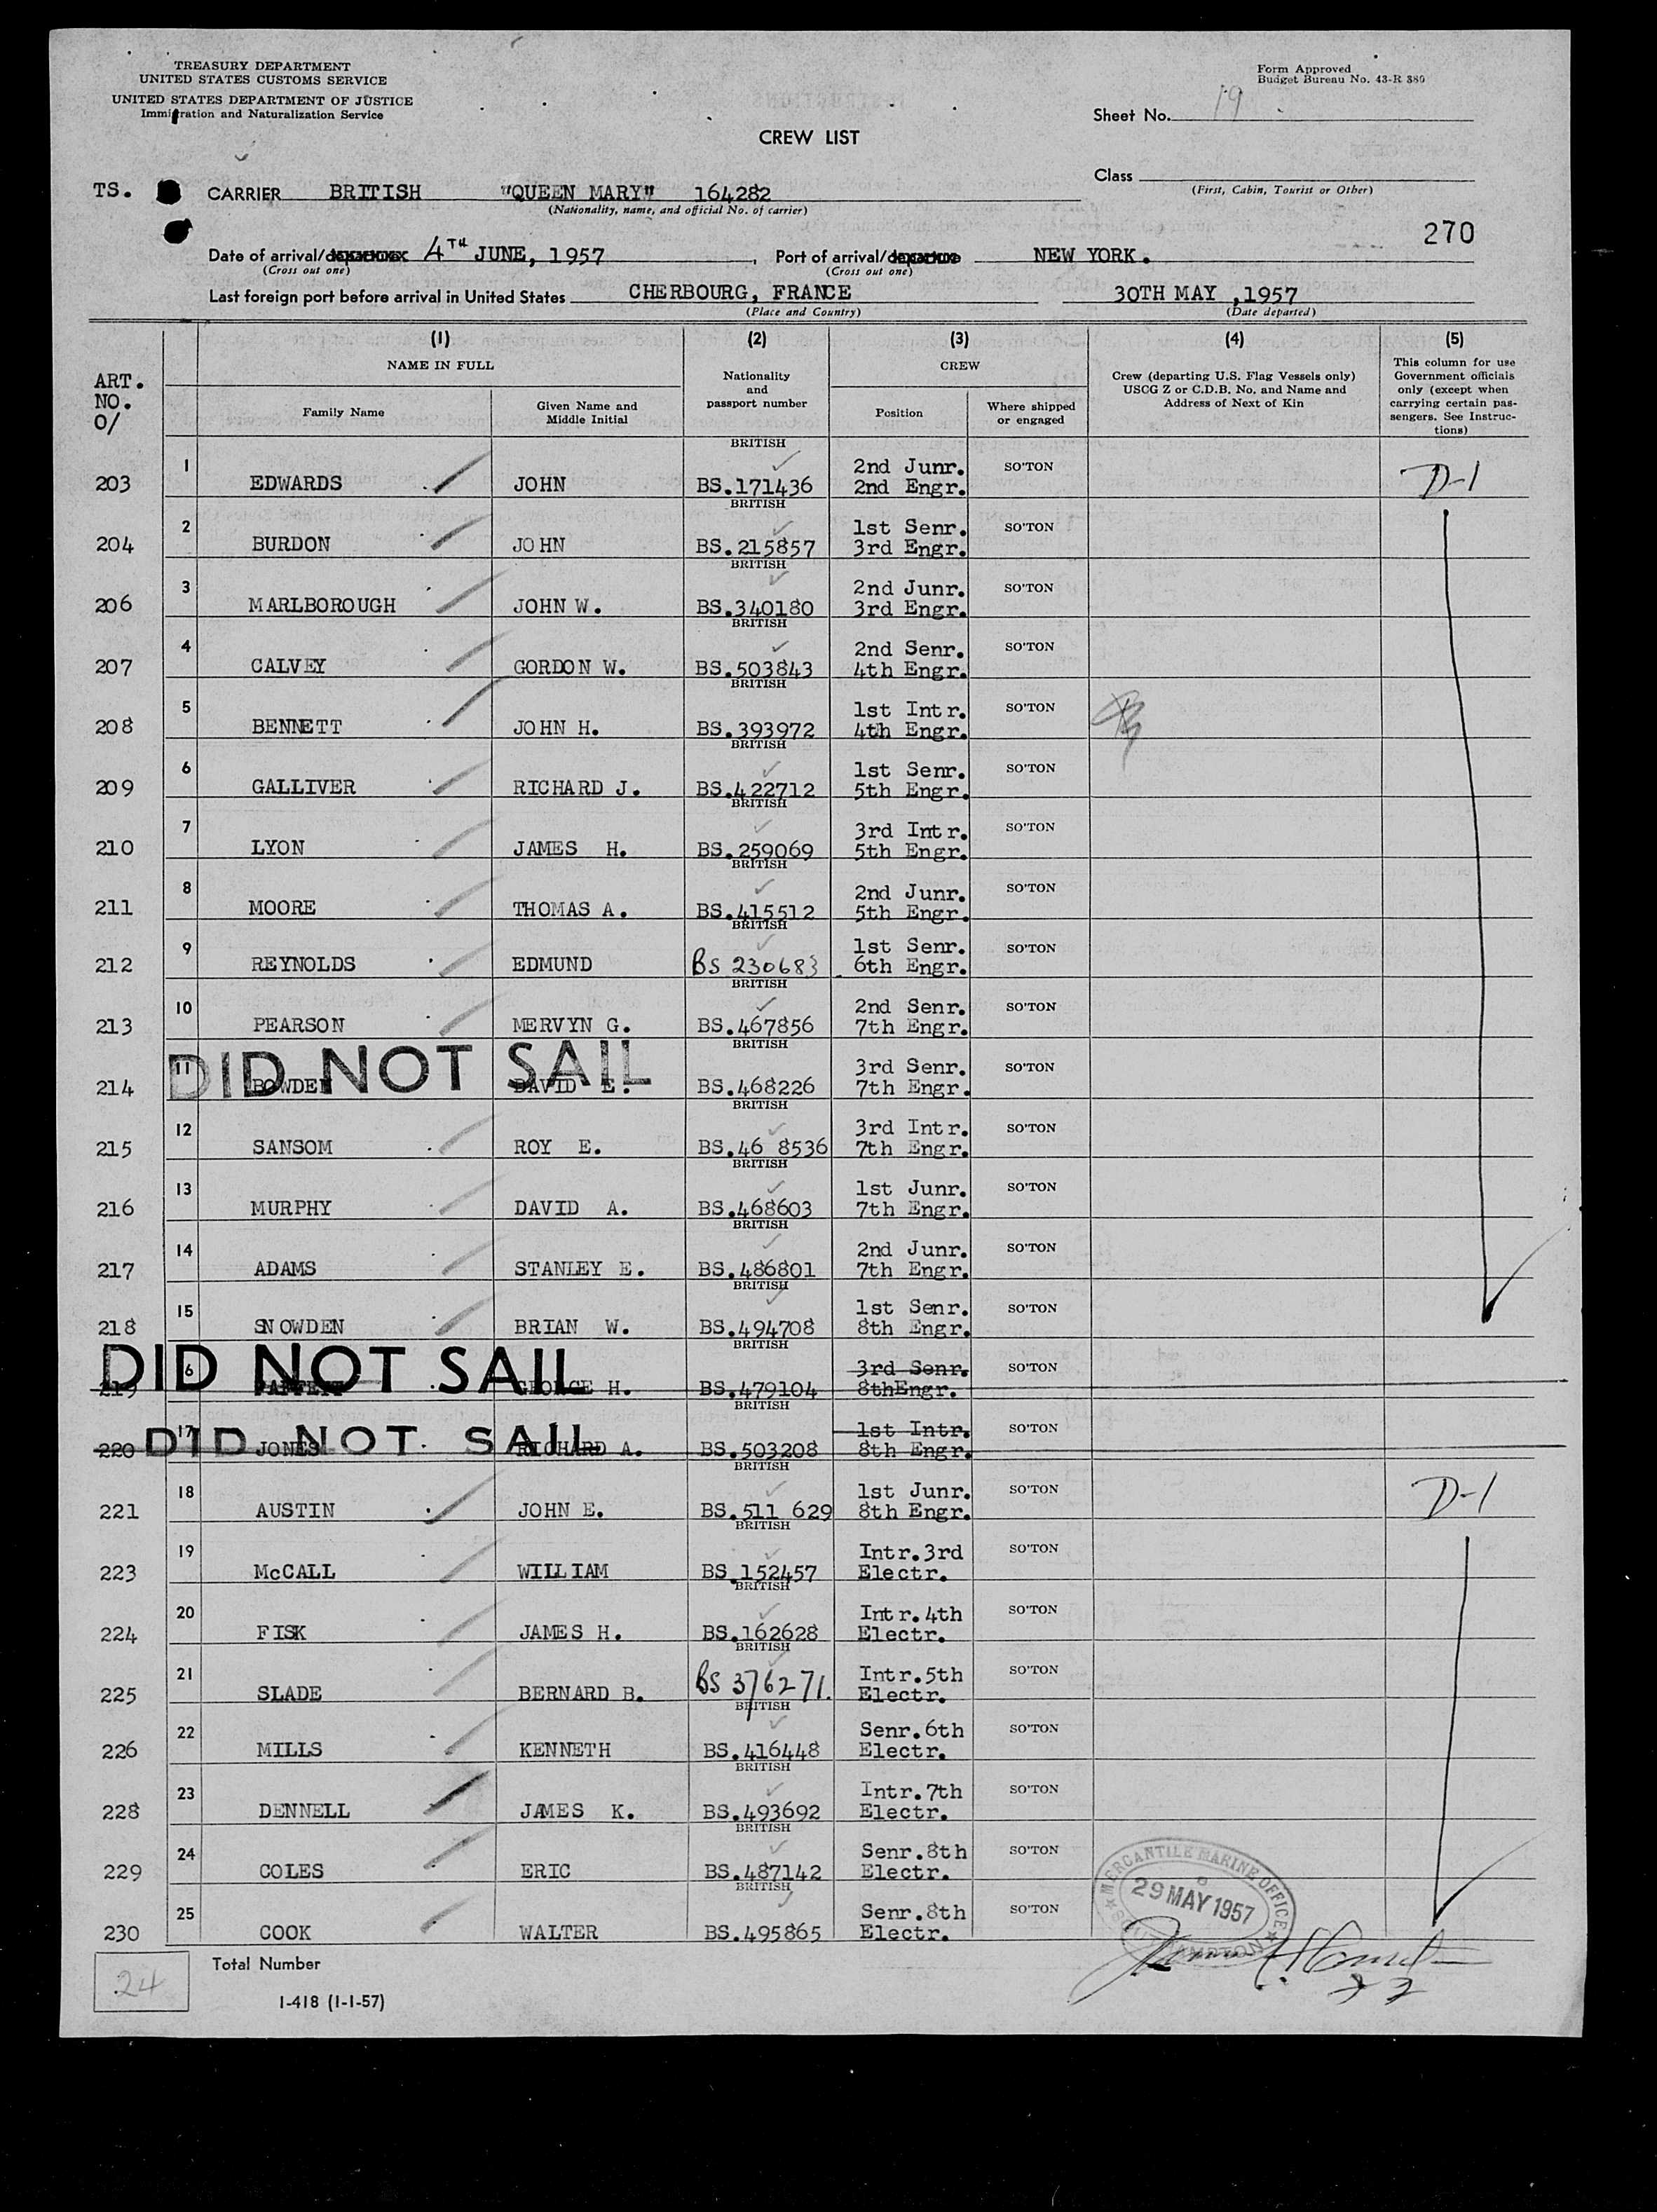 TREASURY DEPARTMENT
UNITED STATES CUSTOMS SERVICE
UNITED STATES DEPARTMENT OF JUSTICE
Immigration and Naturalization Service
Form Approved
Budget Bureau No. 43-R 380
Sheet No. 19
CREW LIST
Class
(First, Cabin, Tourist or Other)
TS. CARRIER BRITISH "QUEEN MARY" 164282
(Nationality, name, and official No. of carrier)
270
Date of arrival/departure 4TH JUNE, 1957, Port of arrival/departure NEW YORK.
(Cross out one) (Cross out one)
Last foreign port before arrival in United States CHERBOURG, FRANCE 30TH MAY, 1957
(Place and Country) (Date departed)
(1) (2) (3) (4) (5)
ART. NO. O/
NAME IN FULL
Family Name
Given Name and Middle Initial
Nationality and passport number
CREW
Position
Where shipped or engaged
Crew (departing U.S. Flag Vessels only)
USCG Z or C.D.B. No. and Name and
Address of Next of Kin
This column for use
Government officials
only (except when
carrying certain pas-
sengers. See Instruc-
tions)
203 1 EDWARDS JOHN BRITISH BS.171436 2nd Junr. 2nd Engr. SO'TON D-1
204 2 BURDON JOHN BRITISH BS.215857 1st Senr. 3rd Engr. SO'TON
206 3 MARLBOROUGH JOHN W. BRITISH BS.340180 2nd Junr. 3rd Engr. SO'TON
207 4 CALVEY GORDON W. BRITISH BS.503843 2nd Senr. 4th Engr. SO'TON
208 5 BENNETT JOHN H. BRITISH BS.393972 1st Intr. 4th Engr. SO'TON
209 6 GALLIVER RICHARD J. BRITISH BS.422712 1st Senr. 5th Engr. SO'TON
210 7 LYON JAMES H. BRITISH BS.259069 3rd Intr. 5th Engr. SO'TON
211 8 MOORE THOMAS A. BRITISH BS.415512 2nd Junr. 5th Engr. SO'TON
212 9 REYNOLDS EDMUND BRITISH BS 230683 1st Senr. 6th Engr. SO'TON
213 10 PEARSON MERVYN G. BRITISH BS.467856 2nd Senr. 7th Engr. SO'TON
DID NOT SAIL
214 11 BOWDEN DAVID E. BRITISH BS.468226 3rd Senr. 7th Engr. SO'TON
215 12 SANSOM ROY E. BRITISH BS.46 8536 3rd Intr. 7th Engr. SO'TON
216 13 MURPHY DAVID A. BRITISH BS.468603 1st Junr. 7th Engr. SO'TON
217 14 ADAMS STANLEY E. BRITISH BS.486801 2nd Junr. 7th Engr. SO'TON
218 15 SNOWDEN BRIAN W. BRITISH BS.494708 1st Senr. 8th Engr. SO'TON
DID NOT SAIL
219 6 GEORGE H. BRITISH BS.479104 3rd Senr. 8thEngr. SO'TON
DID NOT SAIL
220 17 JONES RICHARD A. BRITISH BS.503208 1st Intr. 8th Engr. SO'TON
221 18 AUSTIN JOHN E. BRITISH BS.511 629 1st Junr. 8th Engr. SO'TON D-1
223 19 McCALL WILLIAM BRITISH BS.152457 Intr.3rd Electr. SO'TON
224 20 FISK JAMES H. BRITISH BS.162628 Intr.4th Electr. SO'TON
225 21 SLADE BERNARD B. BRITISH BS 376271. Intr.5th Electr. SO'TON
226 22 MILLS KENNETH BRITISH BS.416448 Senr.6th Electr. SO'TON
228 23 DENNELL JAMES K. BRITISH BS.493692 Intr.7th Electr. SO'TON
229 24 COLES ERIC BRITISH BS.487142 Senr.8th Electr. SO'TON
230 25 COOK WALTER BRITISH BS.495865 Senr.8th Electr. SO'TON
MERCANTILE MARINE OFFICE
29 MAY 1957
SOUTHAMPTON
24 Total Number
I-418 (1-1-57)